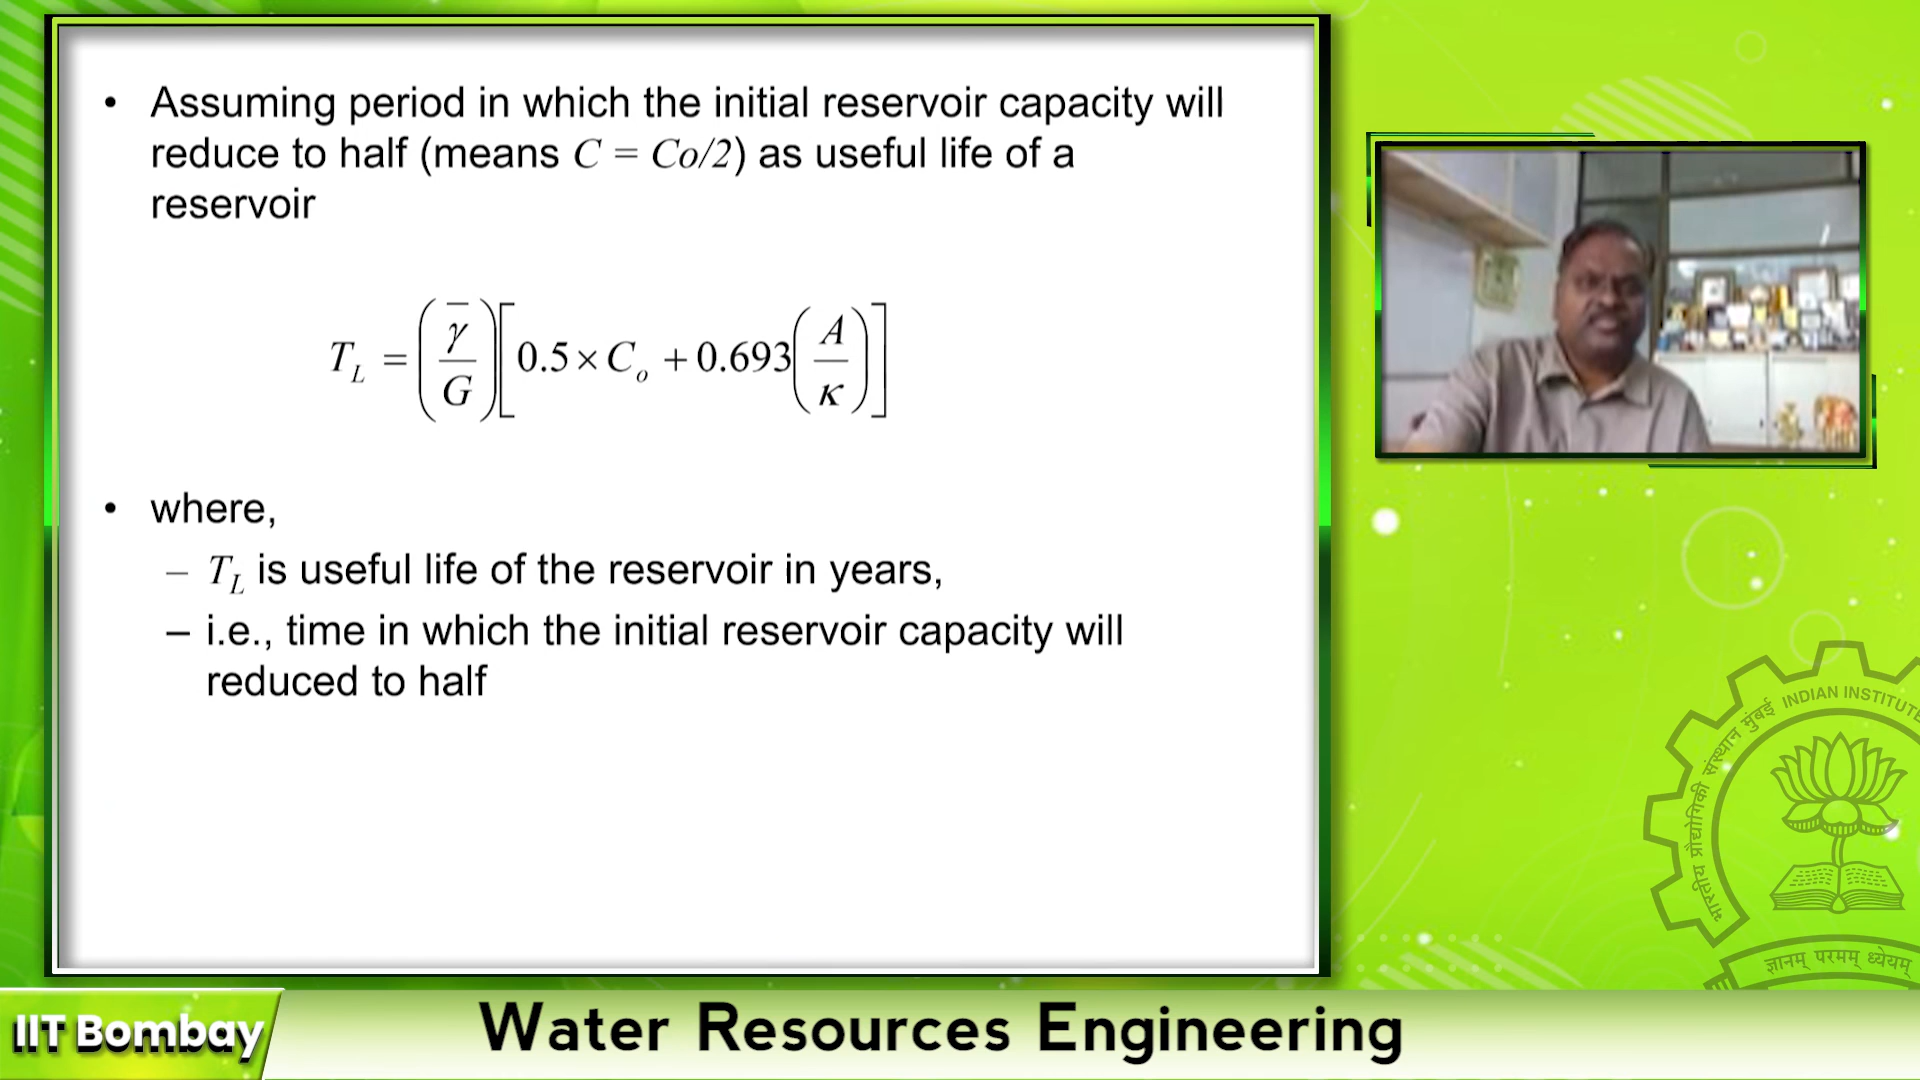 • Assuming period in which the initial reservoir capacity will
reduce to half (means C = Co/2) as useful life of a
reservoir
T_L = (γ̄/G)[0.5 × C_o + 0.693(A/κ)]
• where,
– T_L is useful life of the reservoir in years,
– i.e., time in which the initial reservoir capacity will
reduced to half
भारतीय प्रौद्योगिकी संस्थान मुंबई INDIAN INSTITUTE
ज्ञानम् परमम् ध्येयम्
IIT Bombay
Water Resources Engineering